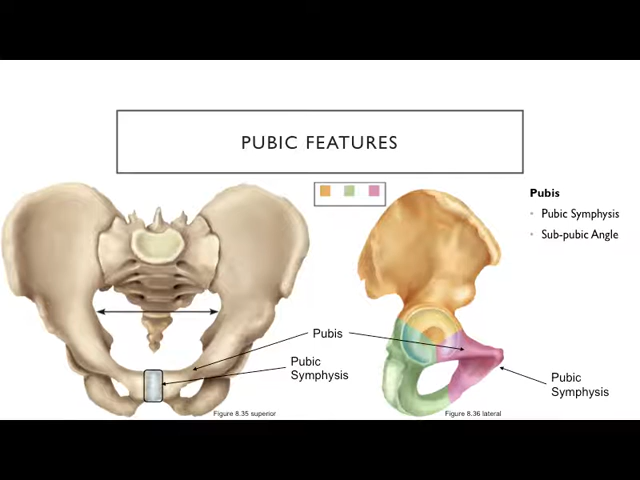 PUBIC FEATURES
Pubis
• Pubic Symphysis
• Sub-pubic Angle
Pubis
Pubic
Symphysis
Pubic
Symphysis
Figure 8.35 superior
Figure 8.36 lateral